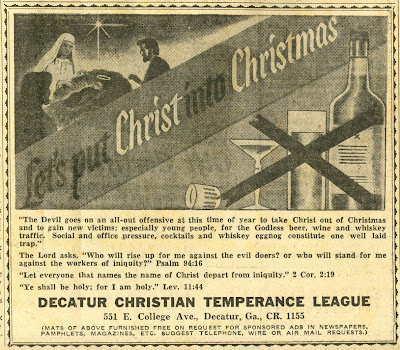 Let's put Christ into Christmas
"The Devil goes on an all-out offensive at this time of year to take Christ out of Christmas
and to gain new victims: especially young people, for the Godless beer, wine and whiskey
traffic. Social and office pressure, cocktails and whiskey eggnog constitute one well laid
trap."
The Lord asks, "Who will rise up for me against the evil doers? or who will stand for me
against the workers of iniquity?" Psalm 94:16
"Let everyone that names the name of Christ depart from iniquity." 2 Cor. 2:19
"Ye shall be holy; for I am holy." Lev. 11:44
DECATUR CHRISTIAN TEMPERANCE LEAGUE
551 E. College Ave., Decatur, Ga., CR. 1155
(MATS OF ABOVE FURNISHED FREE ON REQUEST FOR SPONSORED ADS IN NEWSPAPERS,
PAMPHLETS, MAGAZINES, ETC. SUGGEST TELEPHONE, WIRE OR AIR MAIL REQUESTS.)